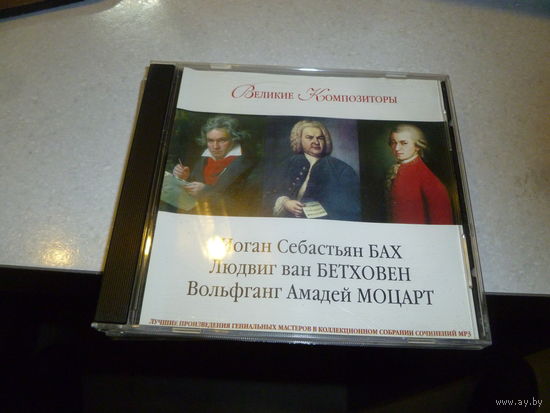 Великие Композиторы
Иоган Себастьян БАХ
Людвиг ван БЕТХОВЕН
Вольфганг Амадей МОЦАРТ
ЛУЧШИЕ ПРОИЗВЕДЕНИЯ ГЕНИАЛЬНЫХ МАСТЕРОВ В КОЛЛЕКЦИОННОМ СОБРАНИИ СОЧИНЕНИЙ MP3
www.ay.by